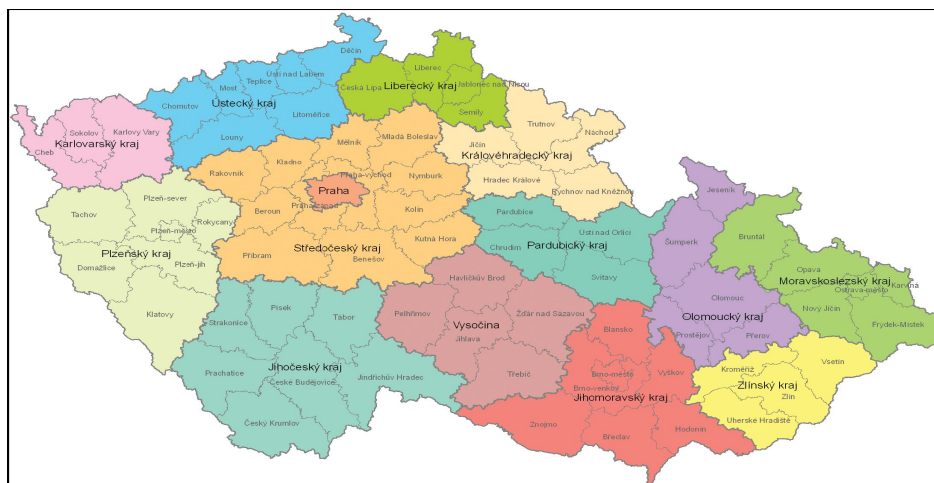 Děčín
Ústí nad Labem
Teplice
Most
Chomutov
Ústecký kraj
Litoměřice
Louny
Liberec
Česká Lipa
Jablonec nad Nisou
Liberecký kraj
Semily
Sokolov
Karlovy Vary
Karlovarský kraj
Cheb
Trutnov
Náchod
Jičín
Královéhradecký kraj
Hradec Králové
Rychnov nad Kněžnou
Mladá Boleslav
Mělník
Kladno
Rakovník
Praha-východ
Nymburk
Praha
Praha-západ
Beroun
Kolín
Kutná Hora
Středočeský kraj
Benešov
Příbram
Plzeň-sever
Tachov
Rokycany
Plzeň-město
Plzeňský kraj
Plzeň-jih
Domažlice
Klatovy
Pardubice
Ústí nad Orlicí
Chrudim
Pardubický kraj
Svitavy
Jeseník
Šumperk
Olomouc
Olomoucký kraj
Prostějov
Přerov
Bruntál
Opava
Moravskoslezský kraj
Karviná
Ostrava-město
Nový Jičín
Frýdek-Místek
Havlíčkův Brod
Pelhřimov
Žďár nad Sázavou
Vysočina
Jihlava
Třebíč
Písek
Strakonice
Tábor
Prachatice
Jihočeský kraj
České Budějovice
Jindřichův Hradec
Český Krumlov
Blansko
Brno-město
Vyškov
Brno-venkov
Jihomoravský kraj
Znojmo
Břeslav
Hodonín
Vsetín
Kroměříž
Zlínský kraj
Zlín
Uherské Hradiště